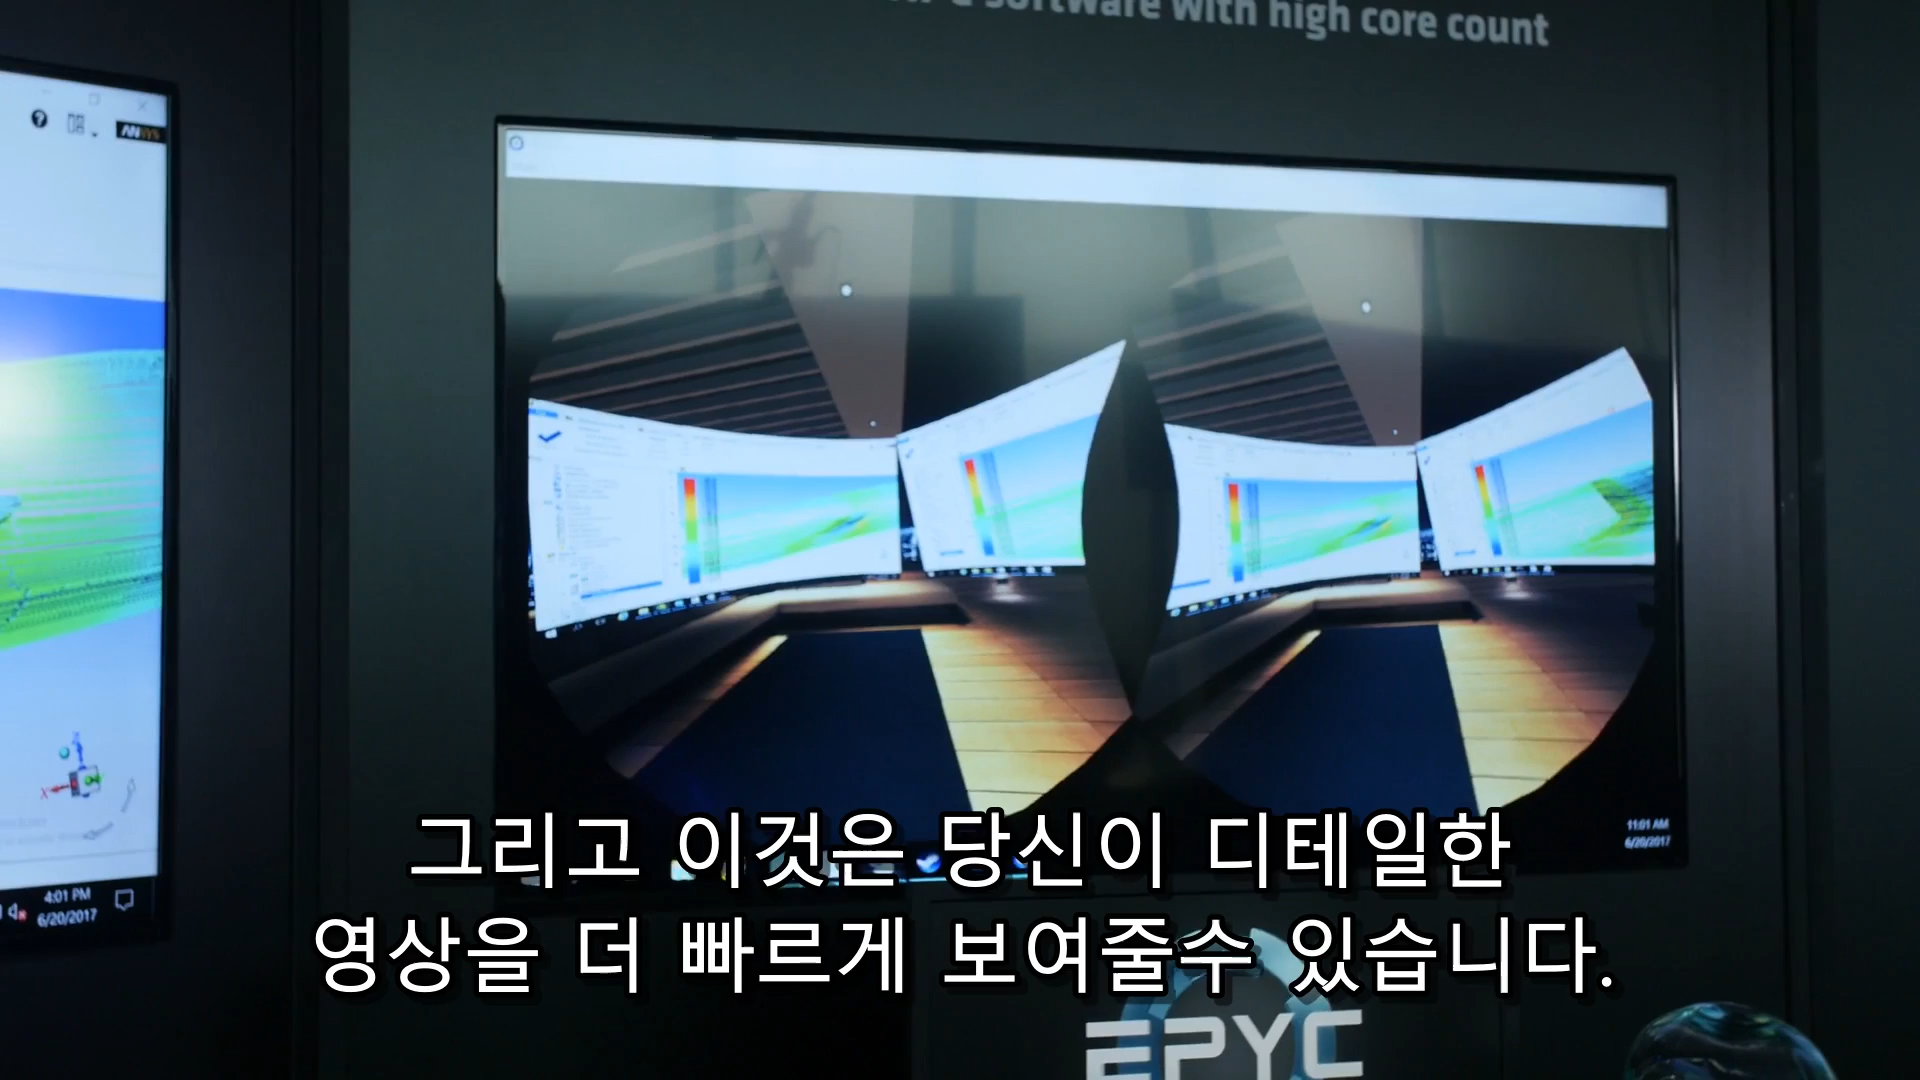 software with high core count
ANSYS
X
4:01 PM
6/20/2017
11:01 AM
6/20/2017
그리고 이것은 당신이 디테일한
영상을 더 빠르게 보여줄수 있습니다.
EPYC